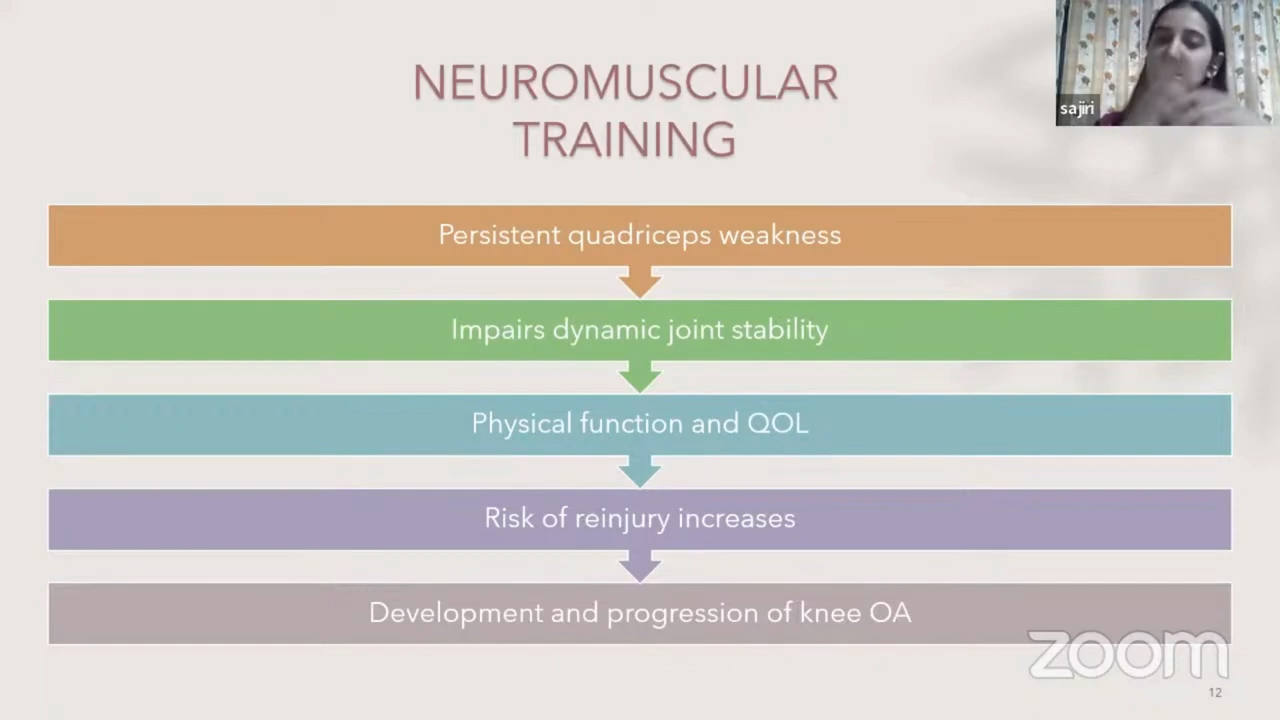 NEUROMUSCULAR
TRAINING
sajiri
Persistent quadriceps weakness
Impairs dynamic joint stability
Physical function and QOL
Risk of reinjury increases
Development and progression of knee OA
zoom
12